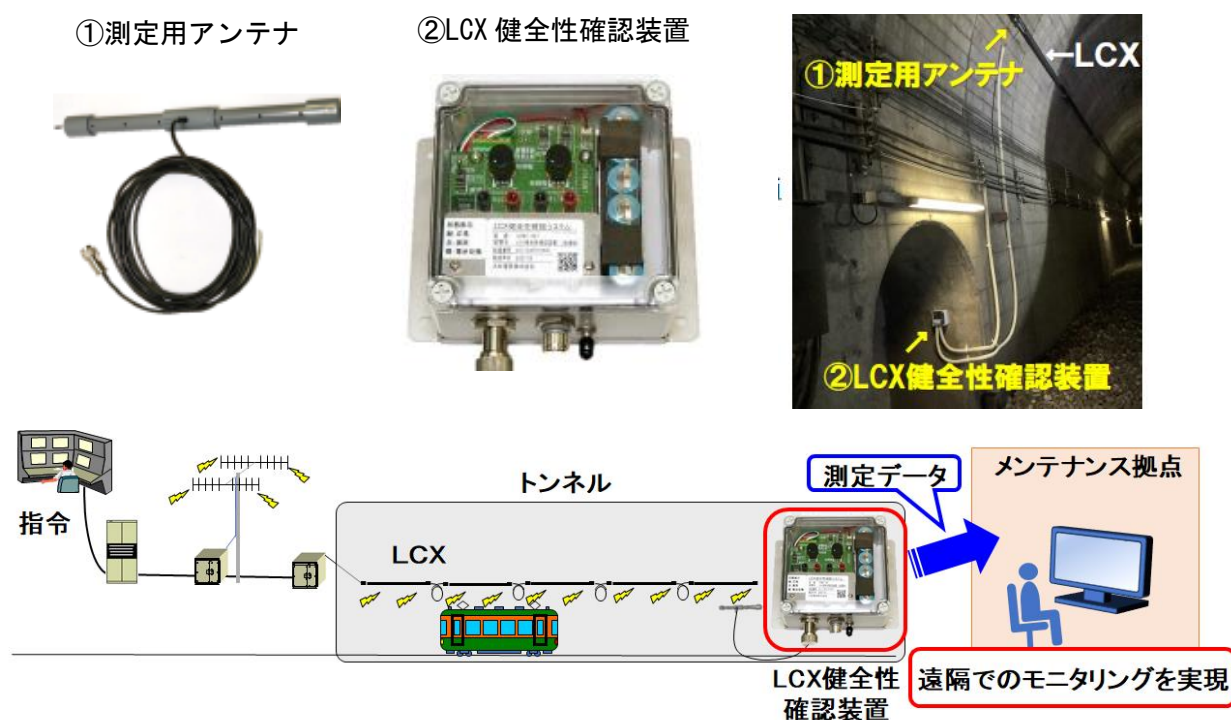 ①測定用アンテナ
②LCX 健全性確認装置
①測定用アンテナ
←LCX
②LCX健全性確認装置
指令
トンネル
LCX
測定データ
メンテナンス拠点
LCX健全性
確認装置
遠隔でのモニタリングを実現